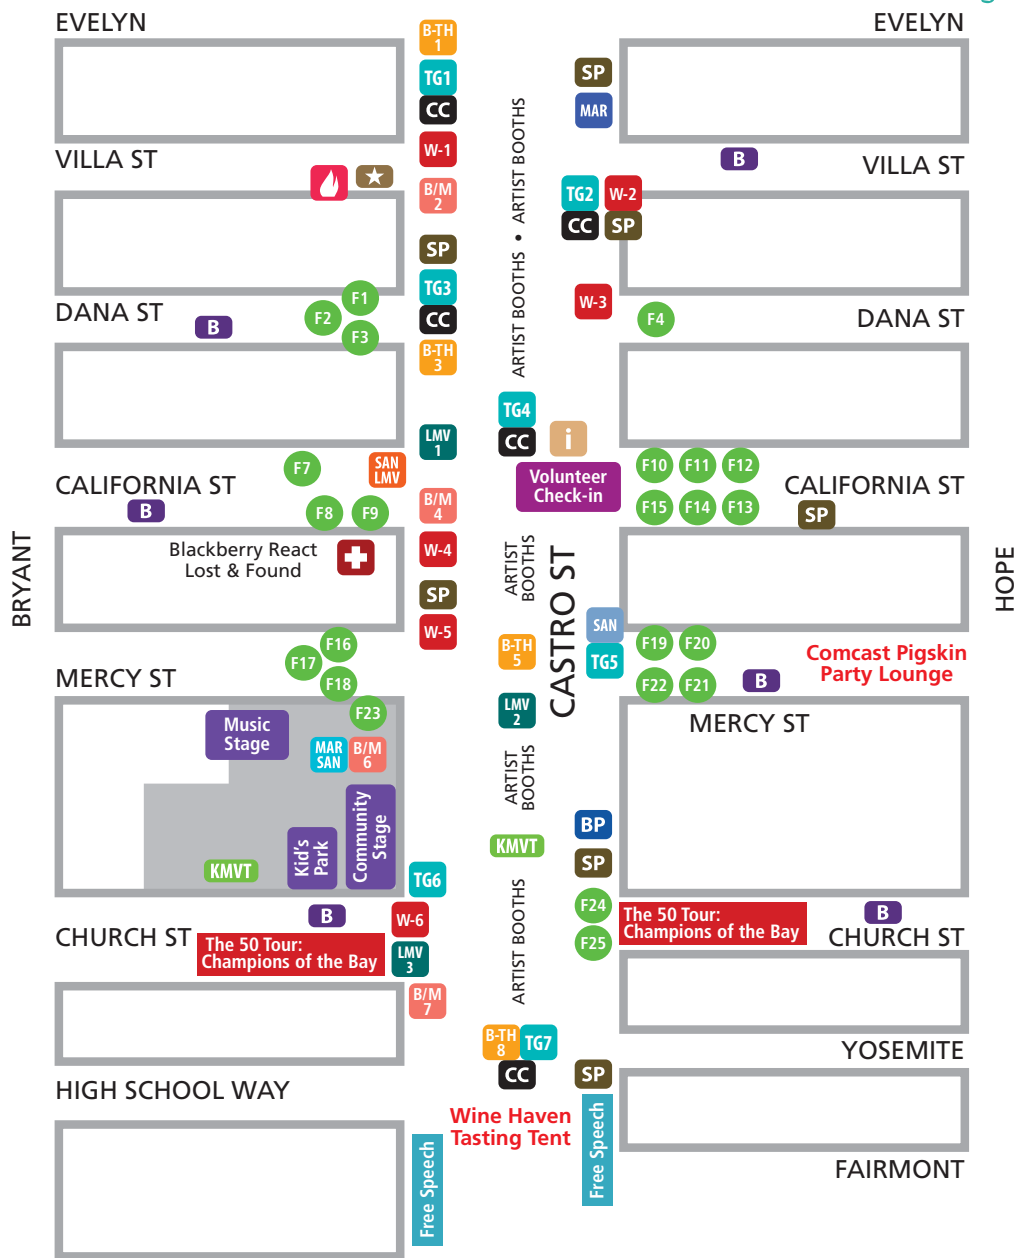 g
EVELYN
B-TH
1
EVELYN
TG1
CC
SP
MAR
W-1
VILLA ST
B
VILLA ST
B/M
2
TG2
W-2
CC
SP
ARTIST BOOTHS • ARTIST BOOTHS
SP
TG3
CC
W-3
F1
F2
F3
F4
DANA ST
B
DANA ST
B-TH
3
TG4
CC
i
LMV
1
F7
SAN
LMV
Volunteer
Check-in
F10
F11
F12
CALIFORNIA ST
CALIFORNIA ST
B
F8
F9
B/M
4
F15
F14
F13
SP
BRYANT
Blackberry React
Lost & Found
W-4
ARTIST
BOOTHS
CASTRO ST
HOPE
SP
W-5
SAN
TG5
B-TH
5
F16
F17
F18
F19
F20
Comcast Pigskin
Party Lounge
MERCY ST
F22
F21
B
F23
LMV
2
MERCY ST
Music
Stage
MAR
SAN
B/M
6
ARTIST
BOOTHS
Kid's
Park
Community
Stage
KMVT
KMVT
BP
SP
TG6
F24
B
W-6
The 50 Tour:
Champions of the Bay
B
CHURCH ST
The 50 Tour:
Champions of the Bay
LMV
3
ARTIST BOOTHS
F25
CHURCH ST
B/M
7
B-TH
8
TG7
CC
SP
YOSEMITE
HIGH SCHOOL WAY
Wine Haven
Tasting Tent
Free Speech
Free Speech
FAIRMONT